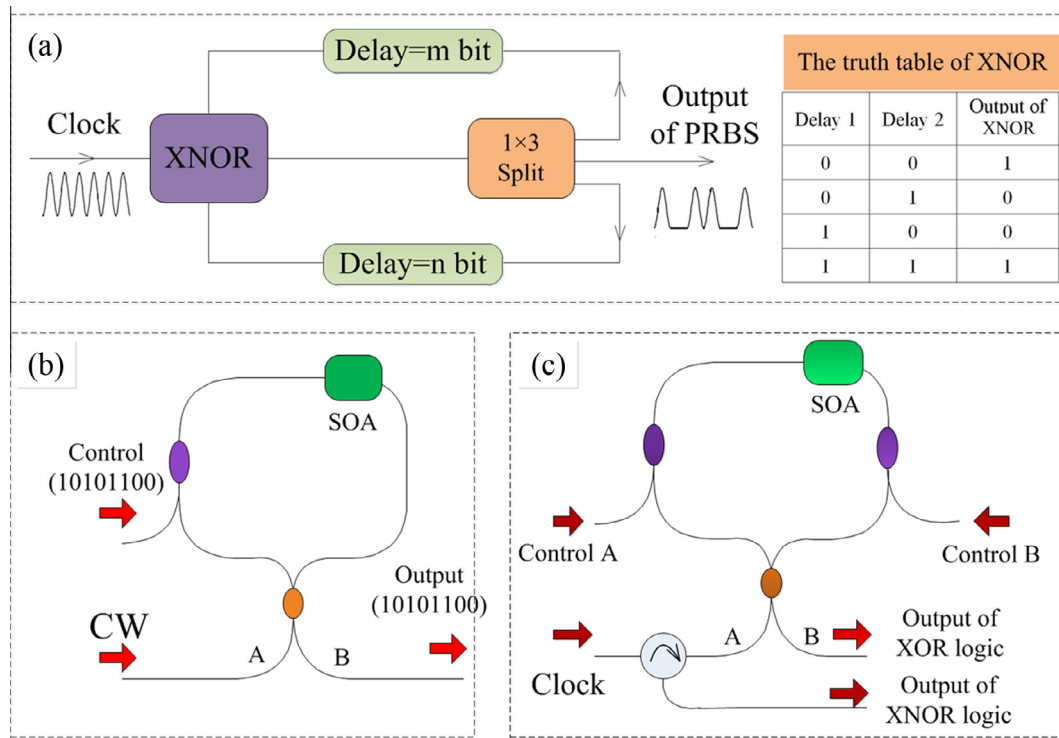 (a)
Delay=m bit
Clock
XNOR
1×3
Split
Output
of PRBS
Delay=n bit
The truth table of XNOR
Delay 1 Delay 2 Output of
XNOR
0 0 1
0 1 0
1 0 0
1 1 1
(b)
SOA
Control
(10101100)
Output
(10101100)
CW
A
B
(c)
SOA
Control A
Control B
A
B
Output of
XOR logic
Clock
Output of
XNOR logic